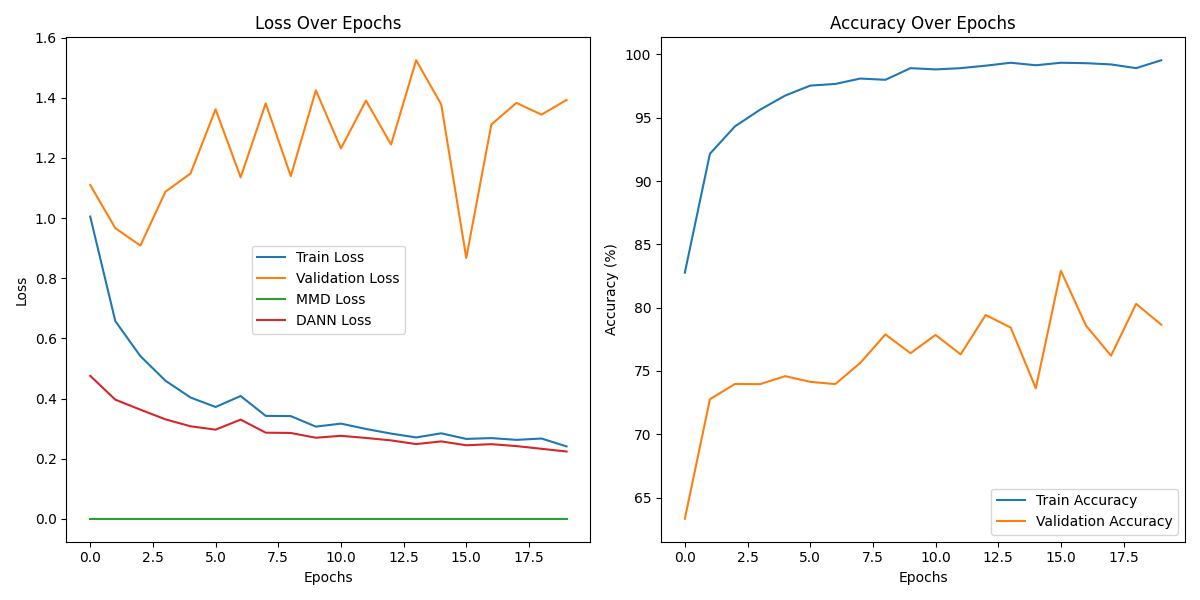 Loss Over Epochs
1.6
1.4
1.2
1.0
0.8
0.6
0.4
0.2
0.0
Loss
Train Loss
Validation Loss
MMD Loss
DANN Loss
0.0 2.5 5.0 7.5 10.0 12.5 15.0 17.5
Epochs
Accuracy Over Epochs
100
95
90
85
80
75
70
65
Accuracy (%)
Train Accuracy
Validation Accuracy
0.0 2.5 5.0 7.5 10.0 12.5 15.0 17.5
Epochs